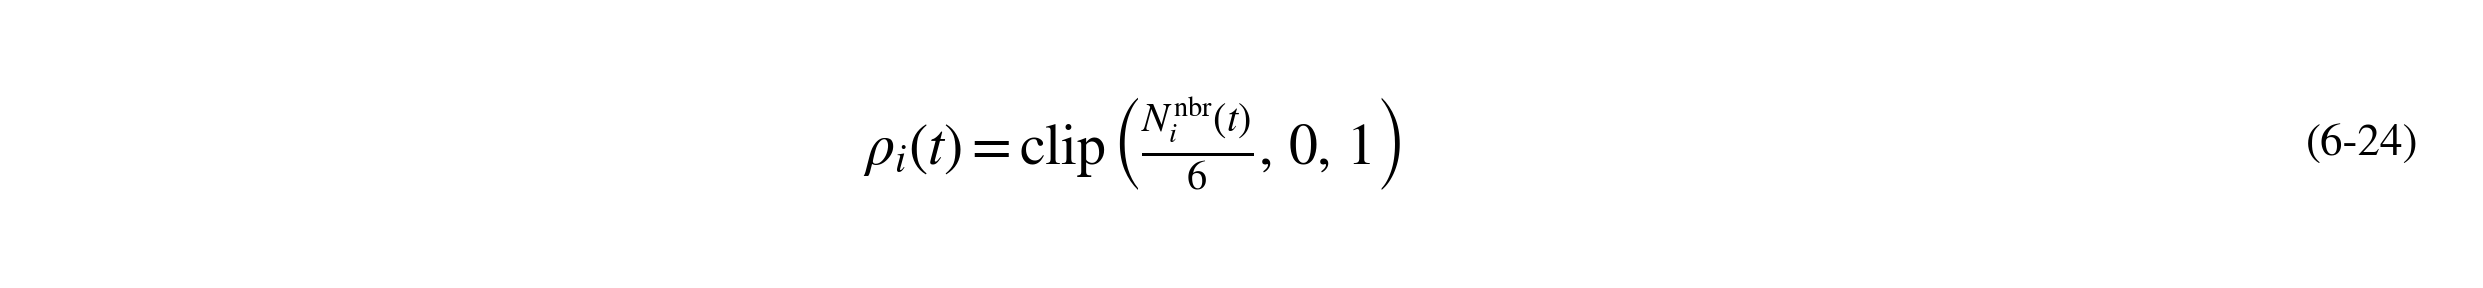 ρᵢ(t) = clip (Nᵢⁿᵇʳ(t)/6, 0, 1) (6-24)